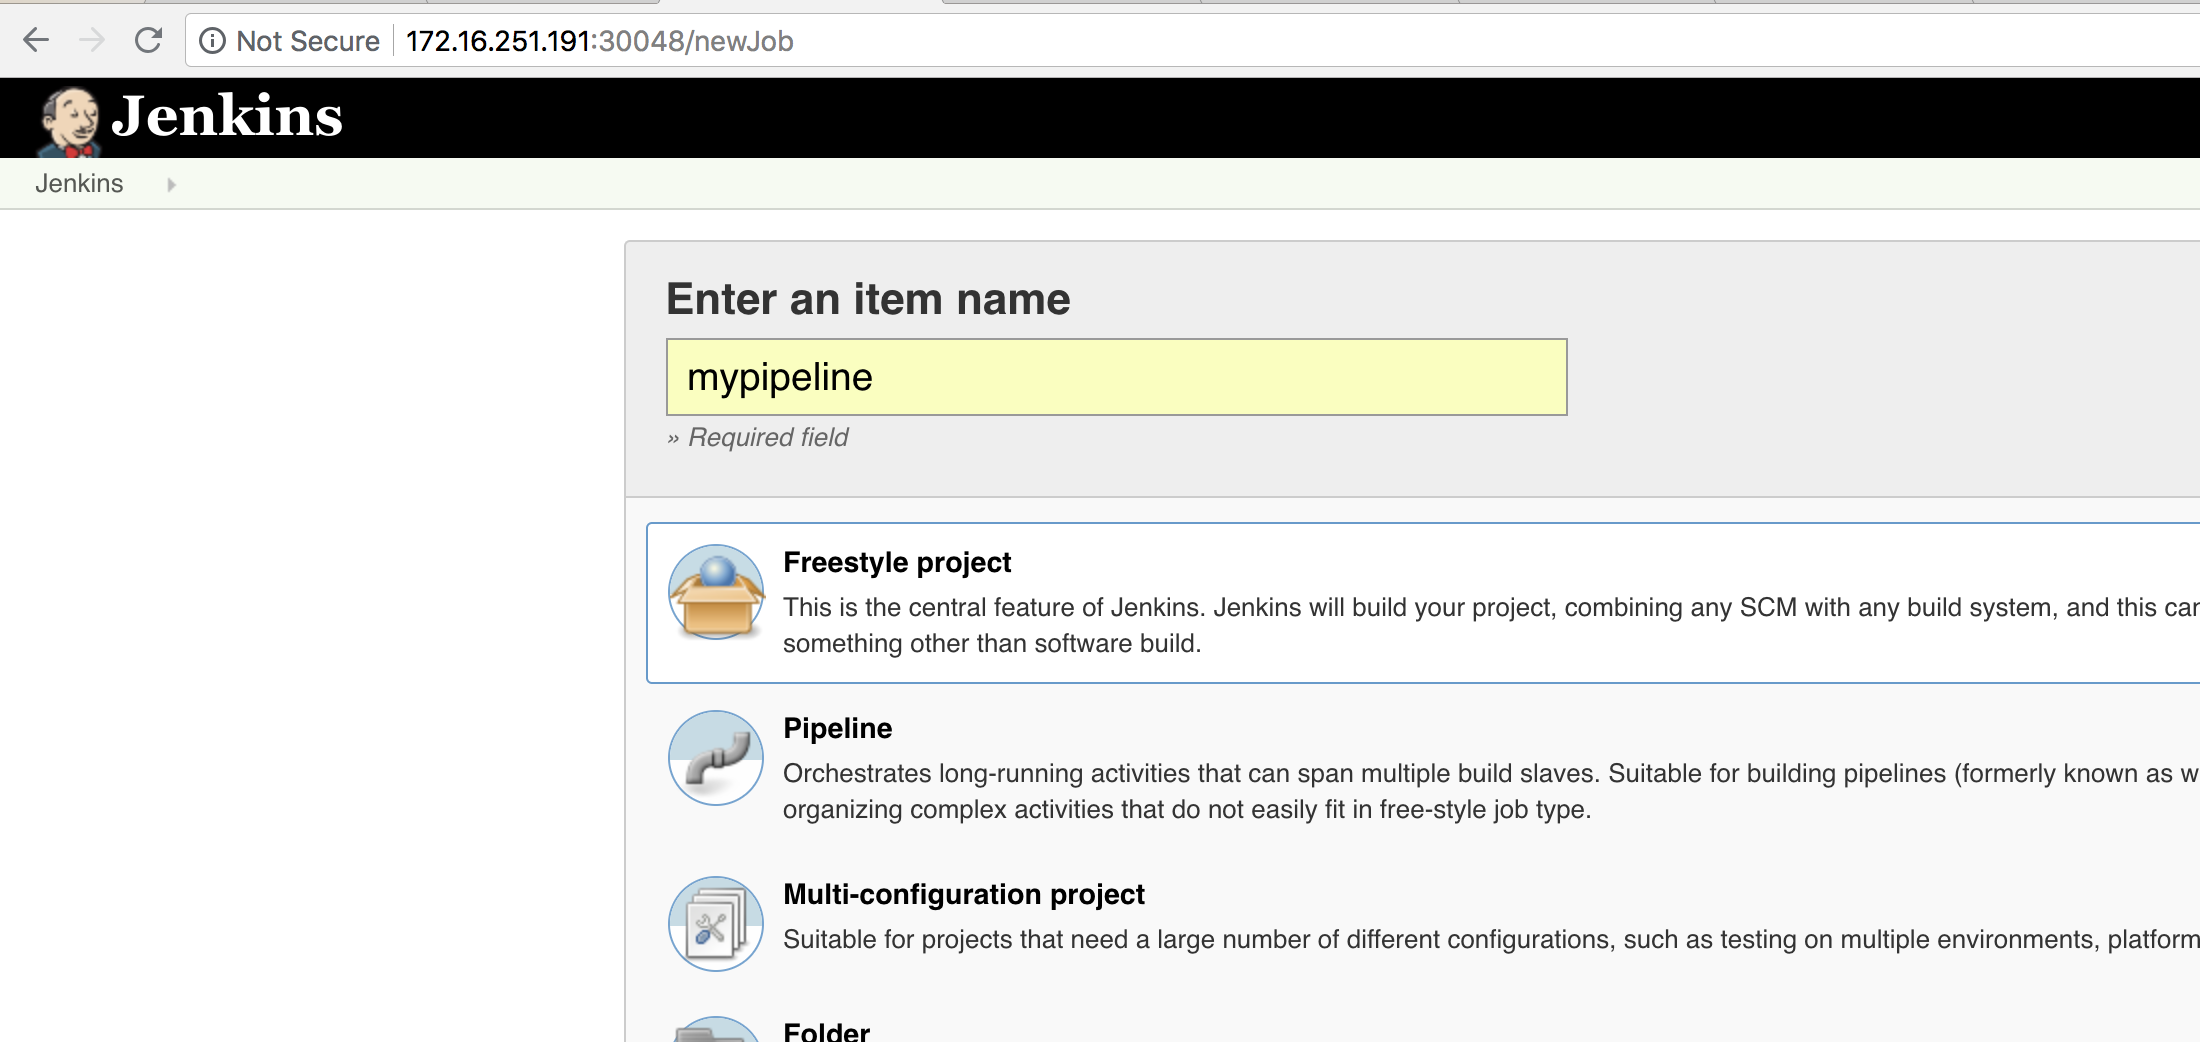 Not Secure 172.16.251.191:30048/newJob
Jenkins
Jenkins
Enter an item name
mypipeline
» Required field
Freestyle project
This is the central feature of Jenkins. Jenkins will build your project, combining any SCM with any build system, and this can
something other than software build.
Pipeline
Orchestrates long-running activities that can span multiple build slaves. Suitable for building pipelines (formerly known as w
organizing complex activities that do not easily fit in free-style job type.
Multi-configuration project
Suitable for projects that need a large number of different configurations, such as testing on multiple environments, platform
Folder